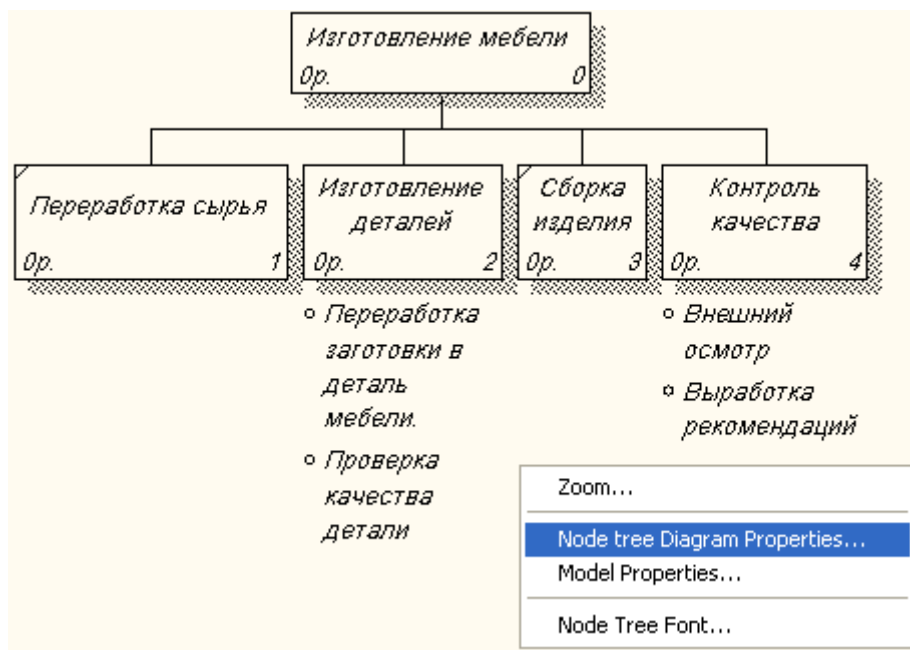 Изготовление мебели
0р. 0
Переработка сырья
0р. 1
Изготовление
деталей
0р. 2
Сборка
изделия
0р. 3
Контроль
качества
0р. 4
Переработка
заготовки в
деталь
мебели.
Проверка
качества
детали
Внешний
осмотр
Выработка
рекомендаций
Zoom...
Node tree Diagram Properties...
Model Properties...
Node Tree Font...